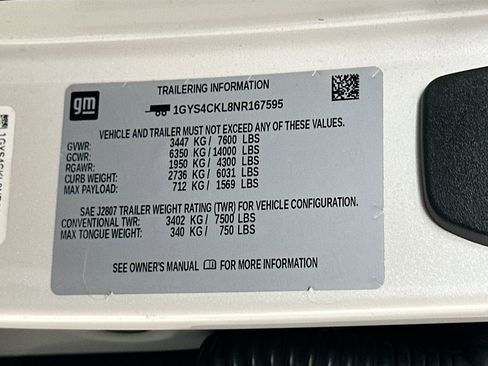 gm
TRAILERING INFORMATION
1GYS4CKL8NR167595
VEHICLE AND TRAILER MUST NOT EXCEED ANY OF THESE VALUES.
GVWR: 3447 KG / 7600 LBS
GCWR: 6350 KG / 14000 LBS
RGAWR: 1950 KG / 4300 LBS
CURB WEIGHT: 2736 KG / 6031 LBS
MAX PAYLOAD: 712 KG / 1569 LBS
SAE J2807 TRAILER WEIGHT RATING (TWR) FOR VEHICLE CONFIGURATION.
CONVENTIONAL TWR: 3402 KG / 7500 LBS
MAX TONGUE WEIGHT: 340 KG / 750 LBS
SEE OWNER'S MANUAL FOR MORE INFORMATION